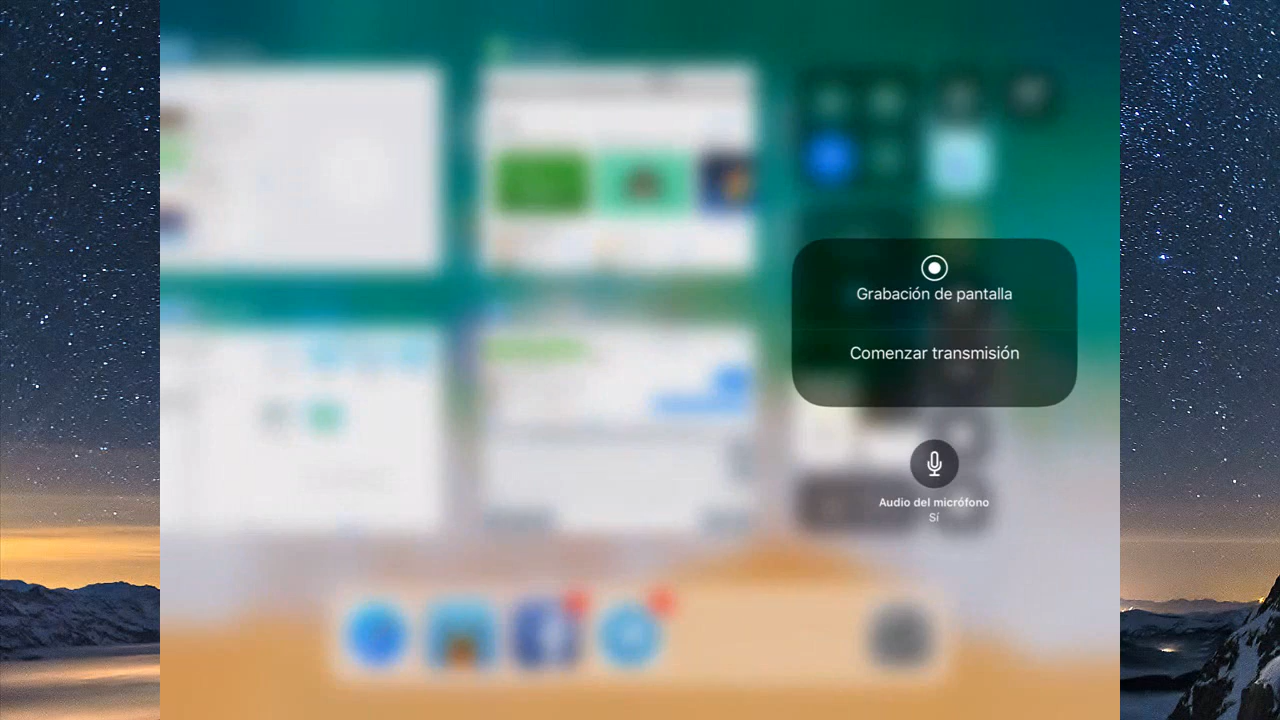 Grabación de pantalla
Comenzar transmisión
Audio del micrófono
Sí